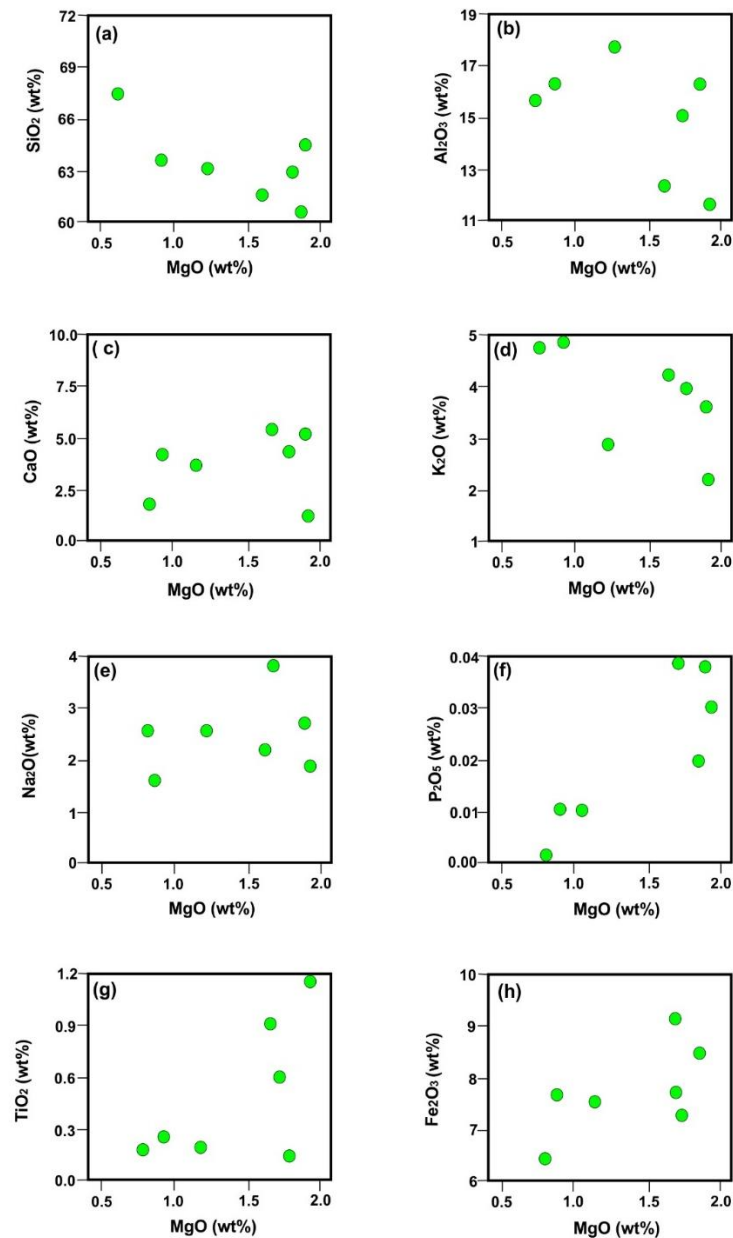 (a)
SiO₂ (wt%)
72
69
66
63
60
0.5 1.0 1.5 2.0
MgO (wt%)
(b)
Al₂O₃ (wt%)
19
17
15
13
11
0.5 1.0 1.5 2.0
MgO (wt%)
( c)
CaO (wt%)
10.0
7.5
5.0
2.5
0.0
0.5 1.0 1.5 2.0
MgO (wt%)
(d)
K₂O (wt%)
5
4
3
2
1
0.5 1.0 1.5 2.0
MgO (wt%)
(e)
Na₂O(wt%)
4
3
2
1
0
0.5 1.0 1.5 2.0
MgO (wt%)
(f)
P₂O₅ (wt%)
0.04
0.03
0.02
0.01
0.00
0.5 1.0 1.5 2.0
MgO (wt%)
(g)
TiO₂ (wt%)
1.2
0.9
0.6
0.3
0.0
0.5 1.0 1.5 2.0
MgO (wt%)
(h)
Fe₂O₃ (wt%)
10
9
8
7
6
0.5 1.0 1.5 2.0
MgO (wt%)